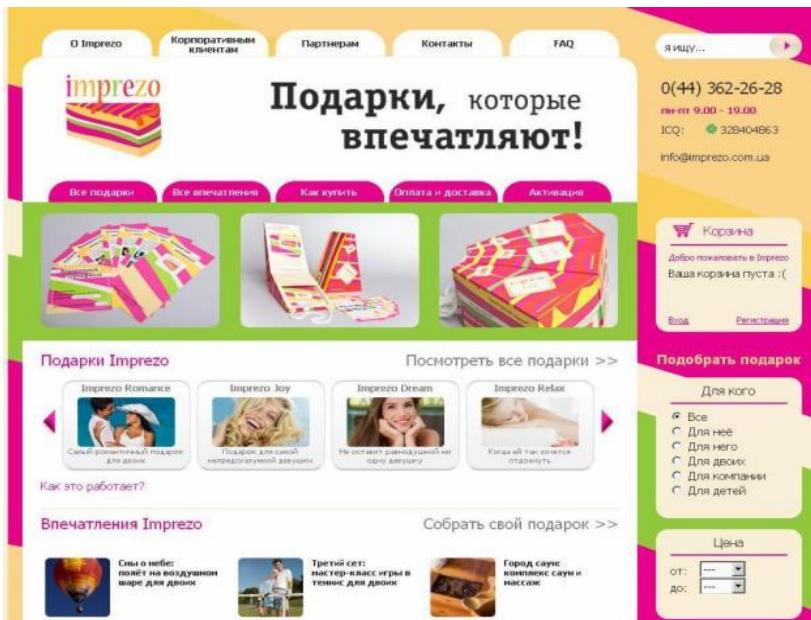 О Imprezo
Корпоративным
клиентам
Партнерам
Контакты
FAQ
я ищу...
imprezo
Подарки, которые
впечатляют!
0(44) 362-26-28
пн-пт 9.00 - 19.00
ICQ: 328404863
info@imprezo.com.ua
Все подарки
Все впечатления
Как купить
Оплата и доставка
Активация
Корзина
Добро пожаловать в Imprezo
Ваша корзина пуста :(
Вход
Регистрация
Подарки Imprezo
Посмотреть все подарки >>
Imprezo Romance
Самый романтичный подарок
для двоих
Imprezo Joy
Подарок для самой
непредсказуемой девушки
Imprezo Dream
Не оставит равнодушной ни
одну девушку
Imprezo Relax
Когда ей так хочется
отдохнуть
Как это работает?
Впечатления Imprezo
Собрать свой подарок >>
Сны о небе:
полёт на воздушном
шаре для двоих
Третий сет:
мастер-класс игры в
теннис для двоих
Город саун:
комплекс саун и
массаж
Подобрать подарок
Для кого
Все
Для неё
Для него
Для двоих
Для компании
Для детей
Цена
от: ---
до: ---